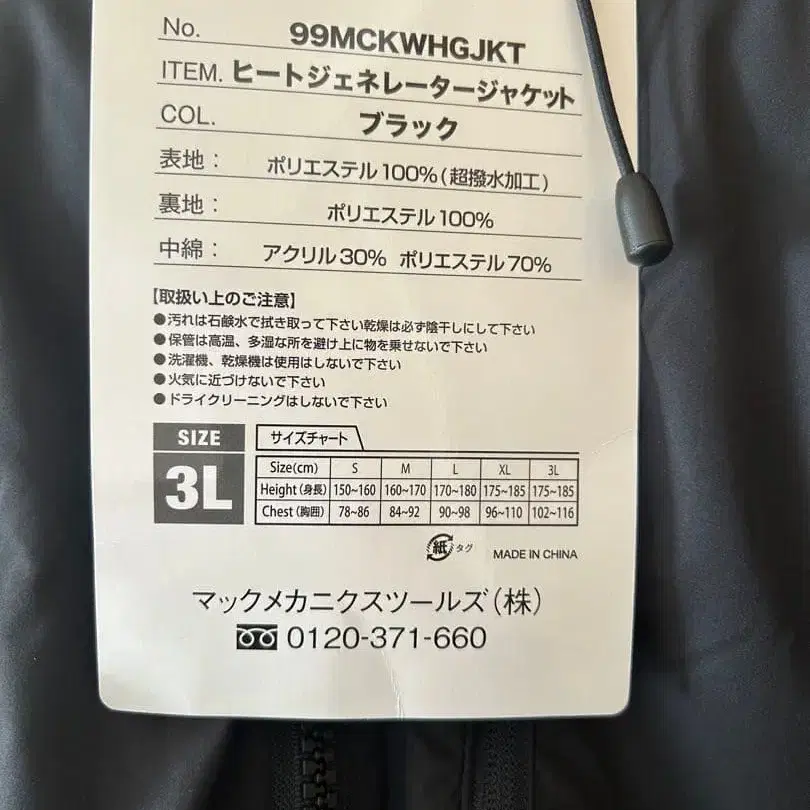 No. 99MCKWHGJKT
ITEM. ヒートジェネレータージャケット
COL. ブラック
表地： ポリエステル100%（超撥水加工）
裏地： ポリエステル100%
中綿： アクリル30% ポリエステル70%
【取扱い上のご注意】
●汚れは石鹸水で拭き取って下さい乾燥は必ず陰干しにして下さい
●保管は高温、多湿な所を避け上に物を乗せないで下さい
●洗濯機、乾燥機は使用はしないで下さい
●火気に近づけないで下さい
●ドライクリーニングはしないで下さい
SIZE
3L
サイズチャート
Size(cm) S M L XL 3L
Height（身長） 150~160 160~170 170~180 175~185 175~185
Chest（胸囲） 78~86 84~92 90~98 96~110 102~116
紙 タグ MADE IN CHINA
マックメカニクスツールズ（株）
0120-371-660